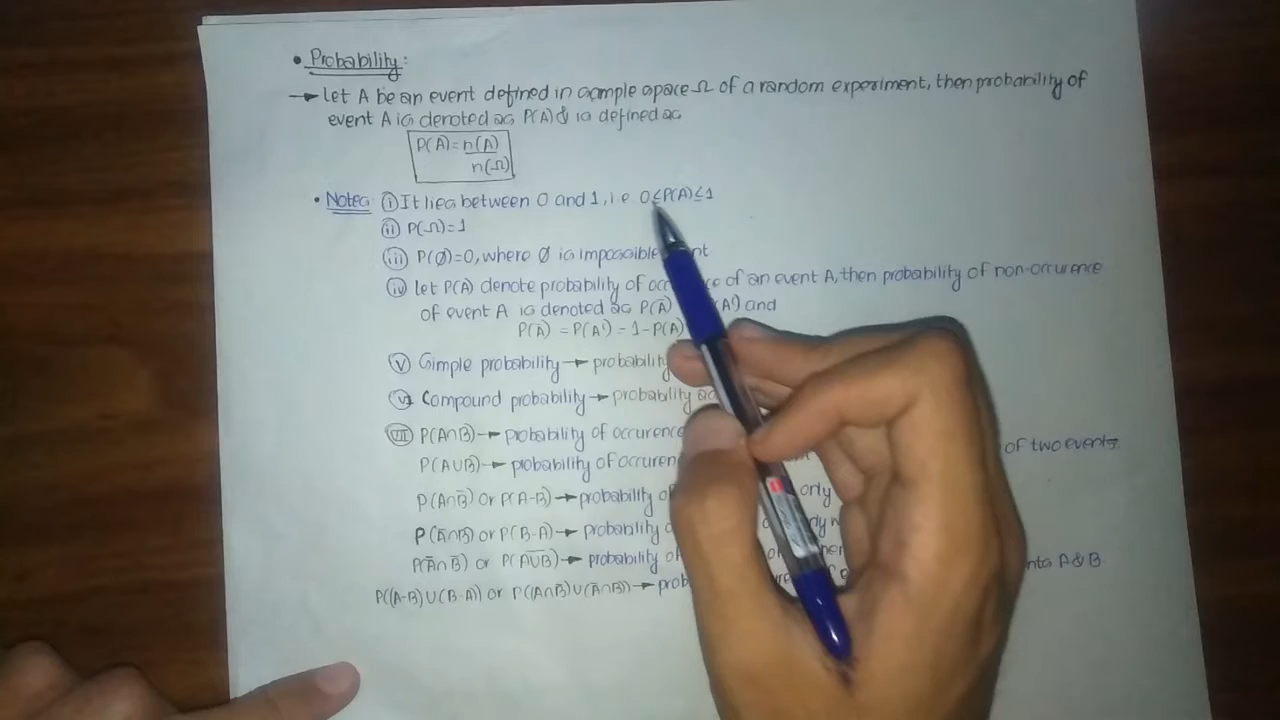 • Probability:
→ Let A be an event defined in sample space Ω of a random experiment, then probability of
event A is denoted as P(A) & is defined as
P(A) = n(A)
n(Ω)
• Notes: (i) It lies between 0 and 1, i.e 0≤P(A)≤1
(ii) P(Ω)=1
(iii) P(∅)=0, where ∅ is impossible
(iv) let P(A) denote probability of of an event A, then probability of non-occurence
of event A is denoted as P(A̅) (A') and
P(A̅) = P(A') = 1-P(A)
(v) Simple probability → probability
Compound probability → probability
(vii) P(A∩B) → probability of occurence of two events.
P(A∪B) → probability of
P(A∩B̅) or P(A-B) → probability only
P(A̅∩B) or P(B-A) → probability
P(A̅∩B̅) or P(A̅∪̅B̅) → probability of A & B.
P((A-B)∪(B-A)) or P((A∩B̅)∪(A̅∩B)) →